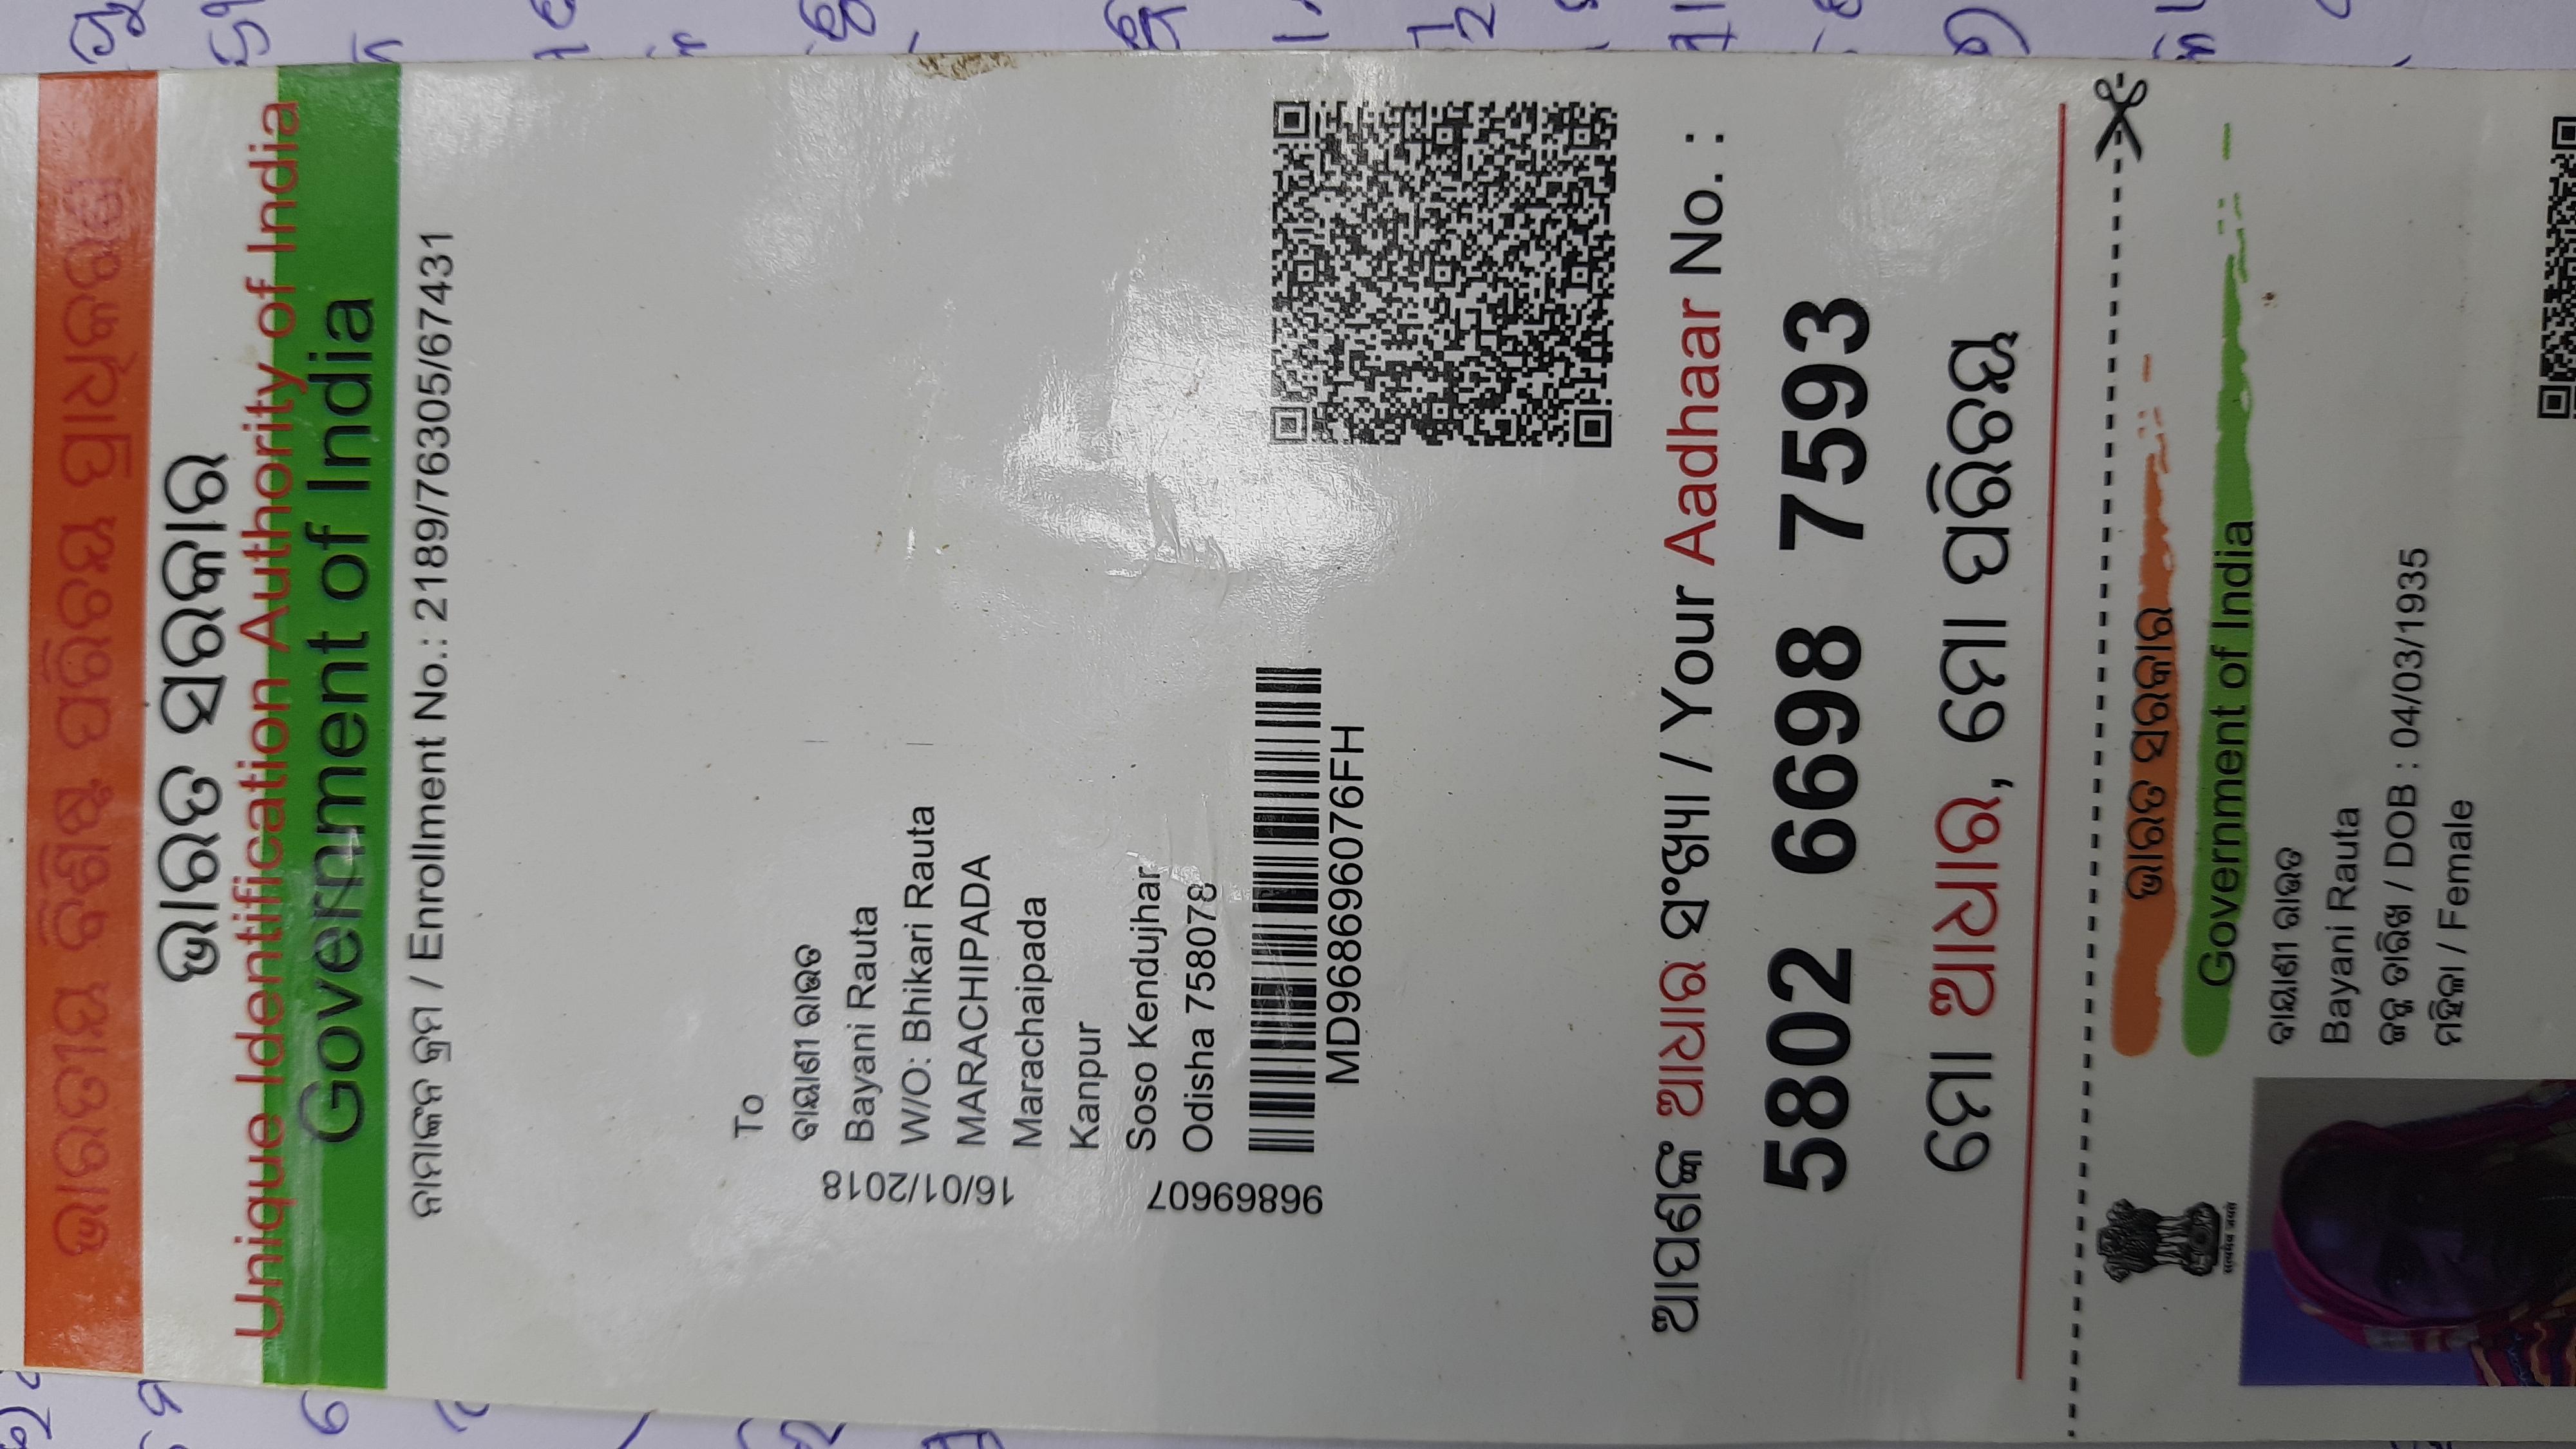 ଭାରତୀୟ ବିଶିଷ୍ଟ ପରିଚୟ ପ୍ରାଧିକରଣ
ଭାରତ ସରକାର
Unique Identification Authority of India
Government of India
ନାମାଙ୍କନ କ୍ରମ / Enrollment No.: 2189/76305/67431
To
ବାୟାଣୀ ରାଉତ
Bayani Rauta
W/O: Bhikari Rauta
MARACHIPADA
Marachaipada
Kanpur
Soso Kendujhar
Odisha 758078
16/01/2018
96869607
MD968696076FH
ଆପଣଙ୍କ ଆଧାର ସଂଖ୍ୟା / Your Aadhaar No. :
5802 6698 7593
ମୋ ଆଧାର, ମୋ ପରିଚୟ
ଭାରତ ସରକାର
Government of India
सत्यमेव जयते
ବାୟାଣୀ ରାଉତ
Bayani Rauta
ଜନ୍ମ ତାରିଖ / DOB : 04/03/1935
ମହିଳା / Female